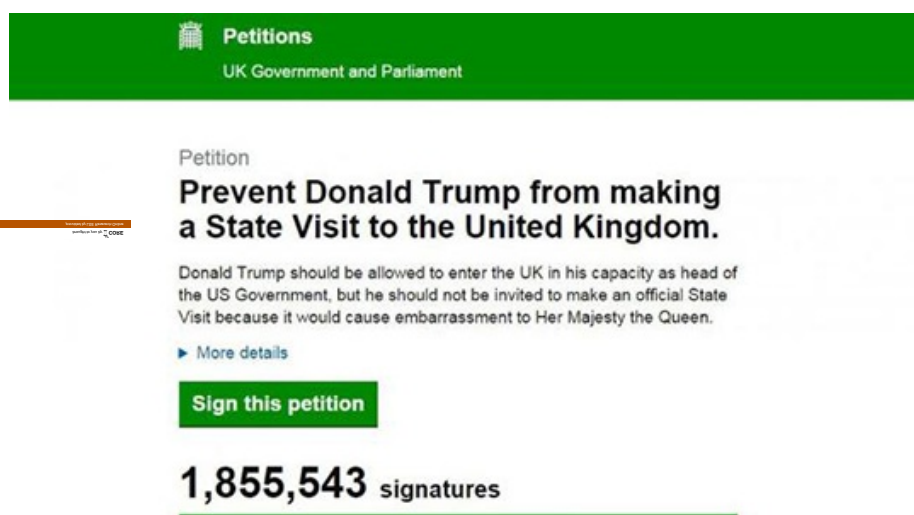 Petitions
UK Government and Parliament
Petition
Prevent Donald Trump from making
a State Visit to the United Kingdom.
Donald Trump should be allowed to enter the UK in his capacity as head of
the US Government, but he should not be invited to make an official State
Visit because it would cause embarrassment to Her Majesty the Queen.
► More details
Sign this petition
1,855,543 signatures
CORE